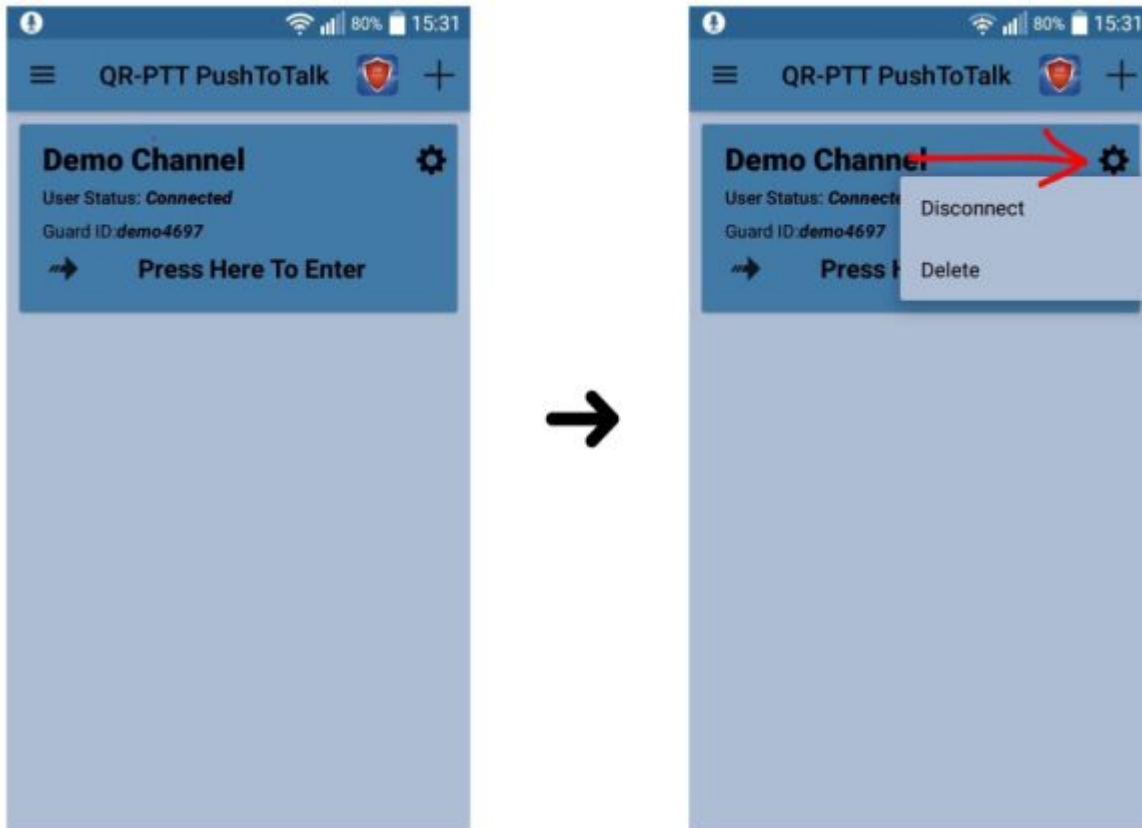 80% 15:31
QR-PTT PushToTalk
Demo Channel
User Status: Connected
Guard ID:demo4697
Press Here To Enter
80% 15:31
QR-PTT PushToTalk
Demo Channel
User Status: Connecte
Disconnect
Guard ID:demo4697
Press H
Delete